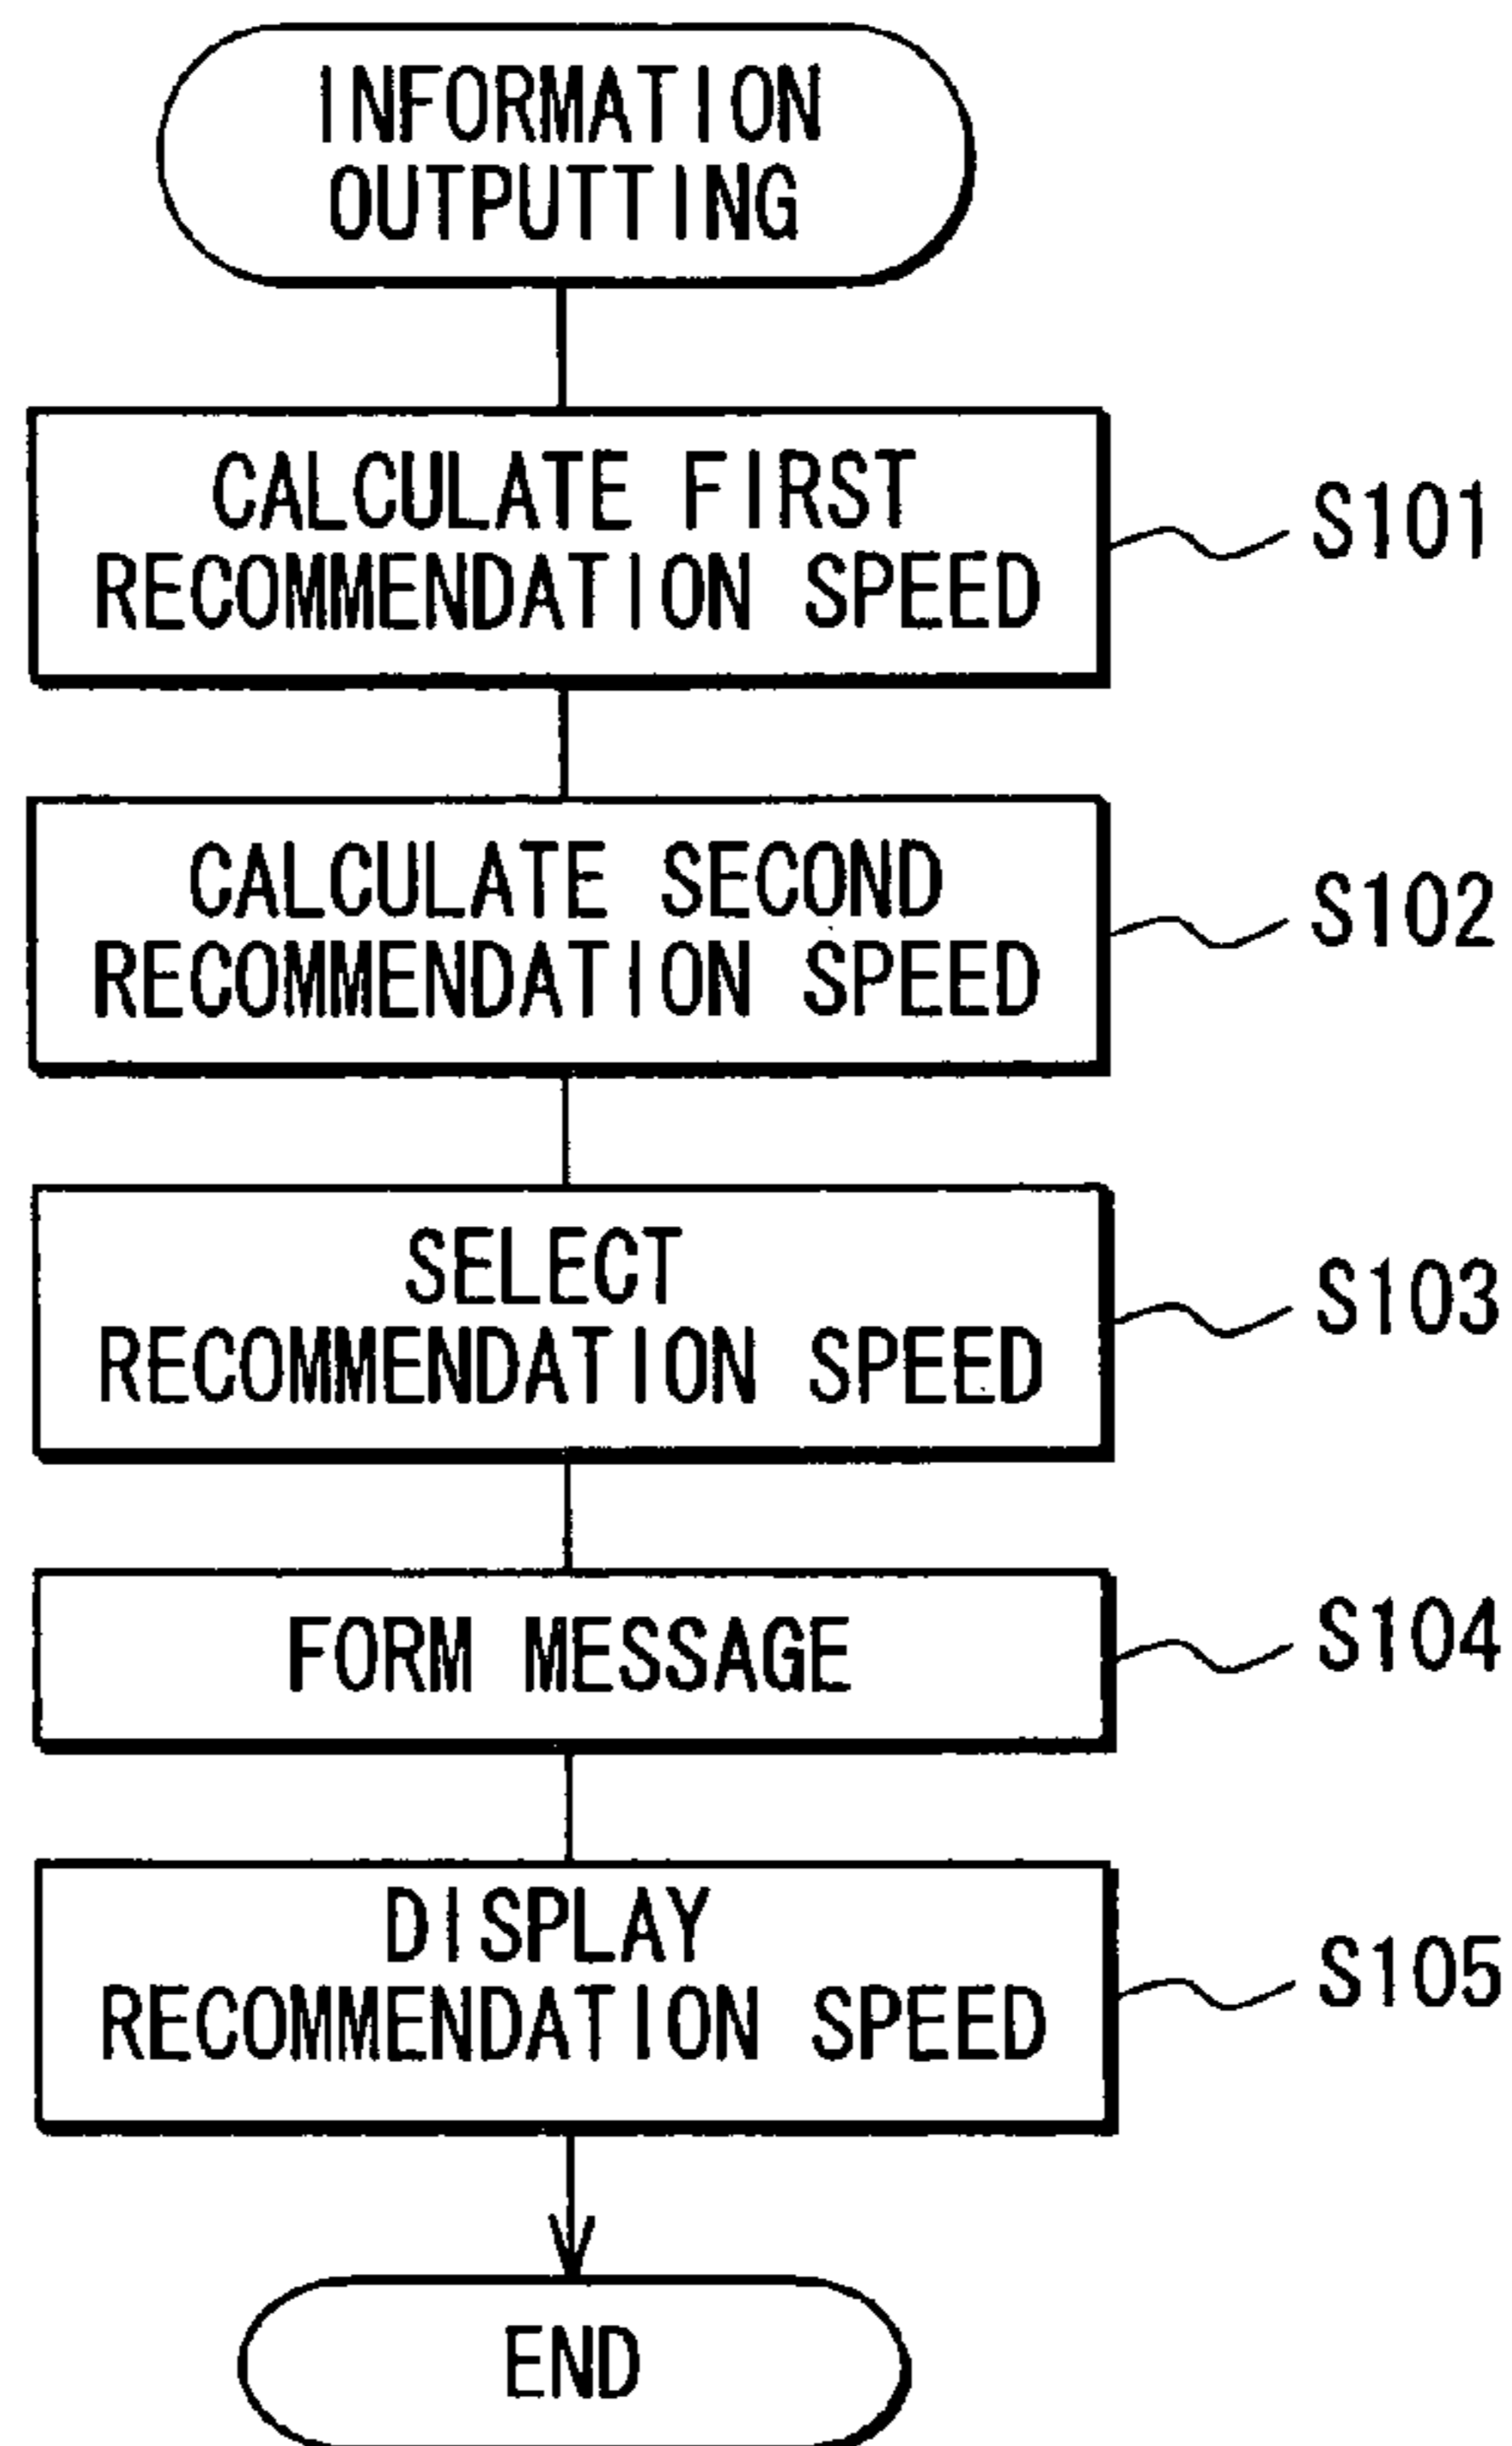 INFORMATION
OUTPUTTING
CALCULATE FIRST
RECOMMENDATION SPEED
S101
CALCULATE SECOND
RECOMMENDATION SPEED
S102
SELECT
RECOMMENDATION SPEED
S103
FORM MESSAGE
S104
DISPLAY
RECOMMENDATION SPEED
S105
END